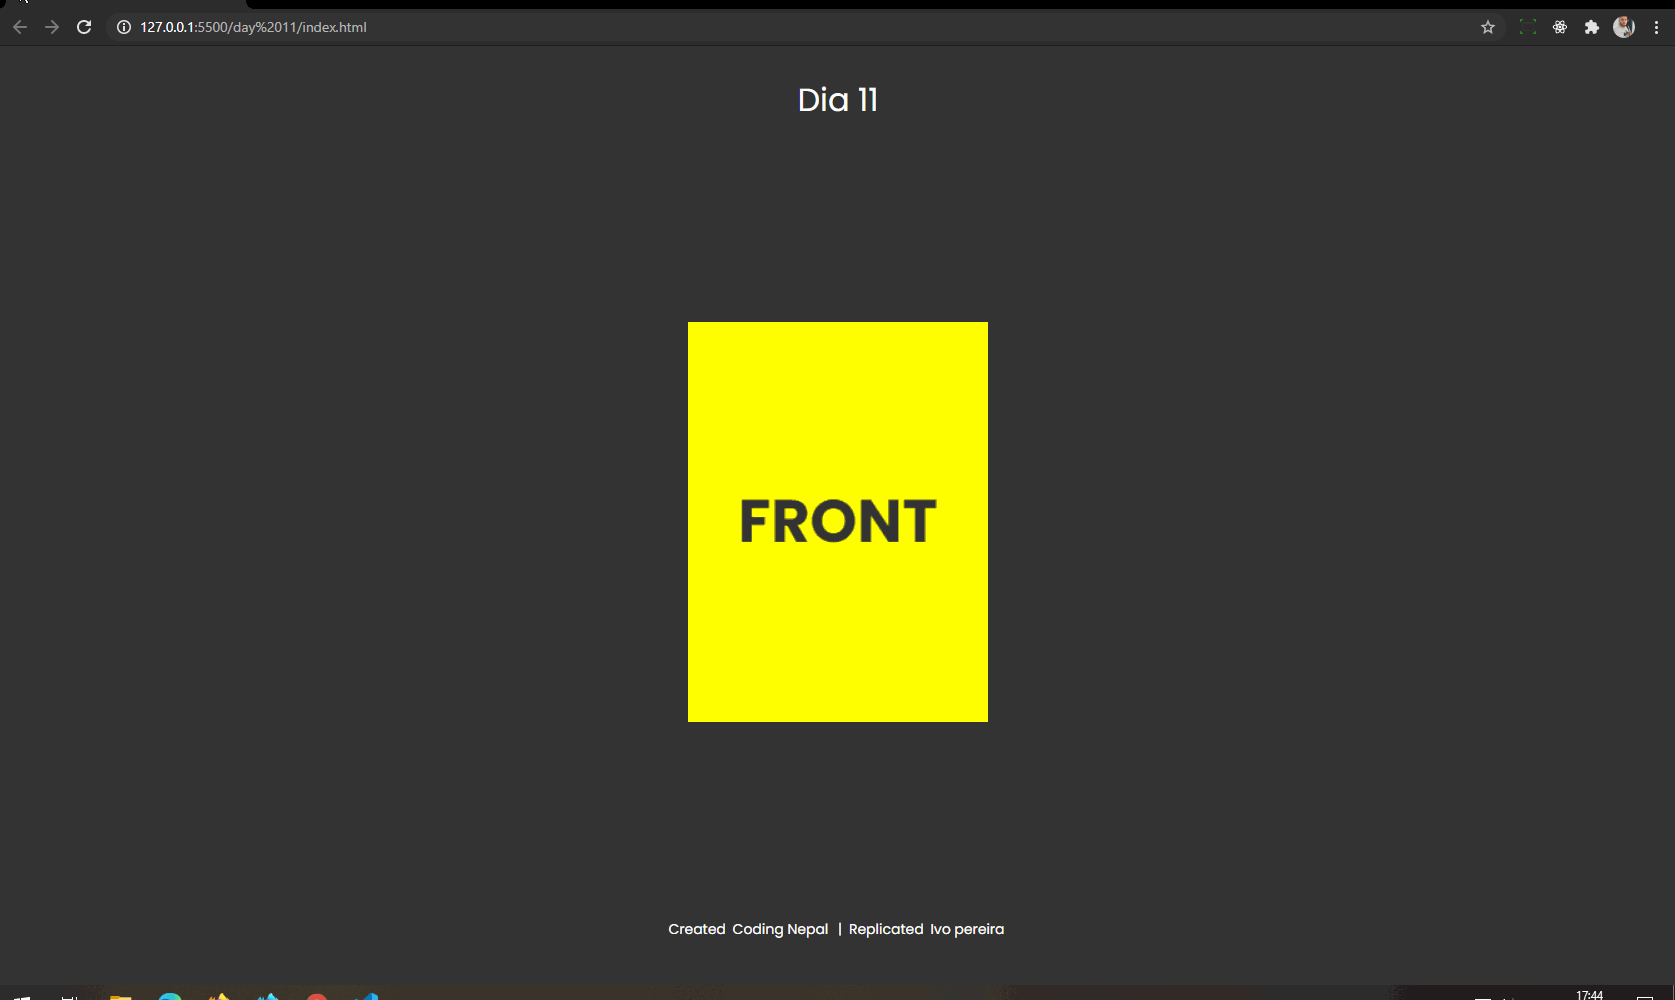 127.0.0.1:5500/day%2011/index.html
Dia 11
FRONT
Created Coding Nepal | Replicated Ivo pereira
17:44